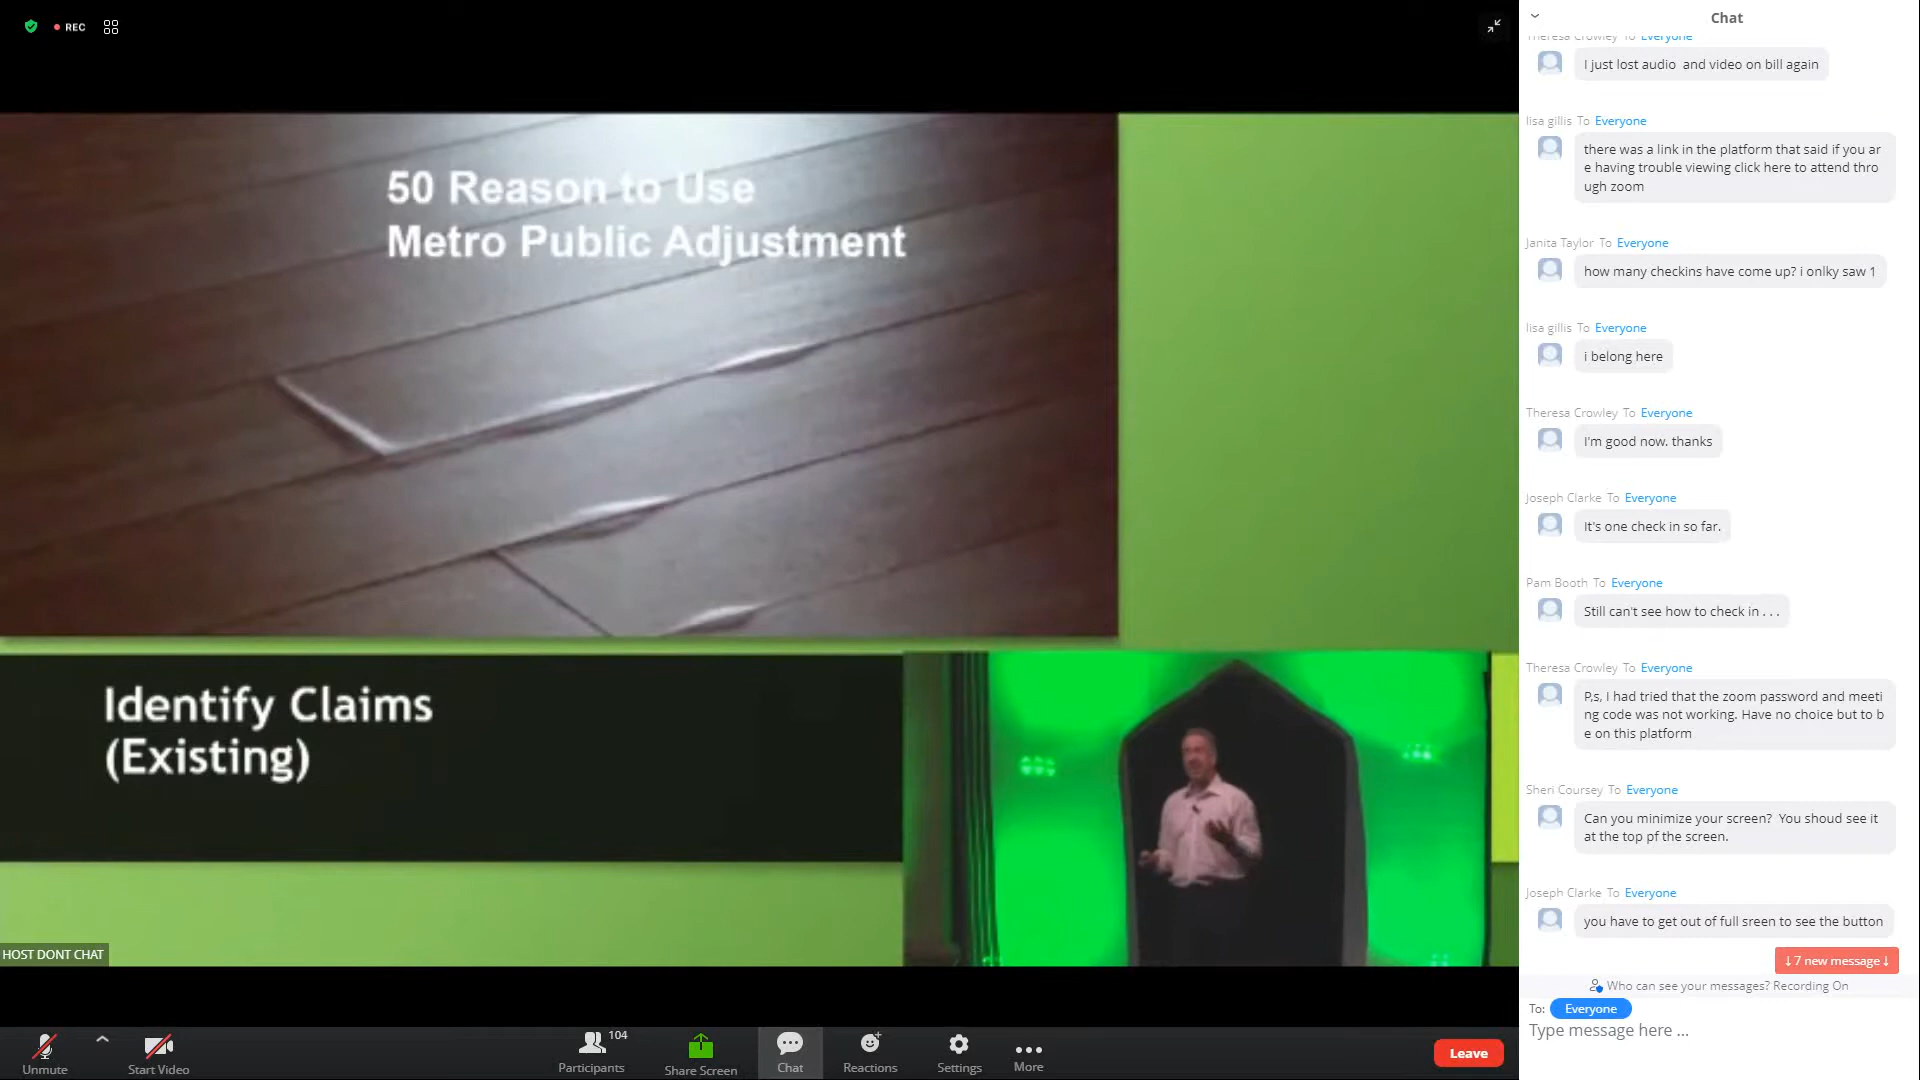 REC
50 Reason to Use
Metro Public Adjustment
Identify Claims
(Existing)
HOST DONT CHAT
Unmute
Start Video
Participants
104
Share Screen
Chat
Reactions
Settings
More
Leave
Chat
Theresa Crowley To Everyone
I just lost audio  and video on bill again
lisa gillis To Everyone
there was a link in the platform that said if you ar
e having trouble viewing click here to attend thro
ugh zoom
Janita Taylor To Everyone
how many checkins have come up? i onlky saw 1
lisa gillis To Everyone
i belong here
Theresa Crowley To Everyone
I'm good now. thanks
Joseph Clarke To Everyone
It's one check in so far.
Pam Booth To Everyone
Still can't see how to check in . . .
Theresa Crowley To Everyone
P,s, I had tried that the zoom password and meeti
ng code was not working. Have no choice but to b
e on this platform
Sheri Coursey To Everyone
Can you minimize your screen?  You shoud see it
at the top pf the screen.
Joseph Clarke To Everyone
you have to get out of full sreen to see the button
↓7 new message↓
Who can see your messages? Recording On
To: Everyone
Type message here ...